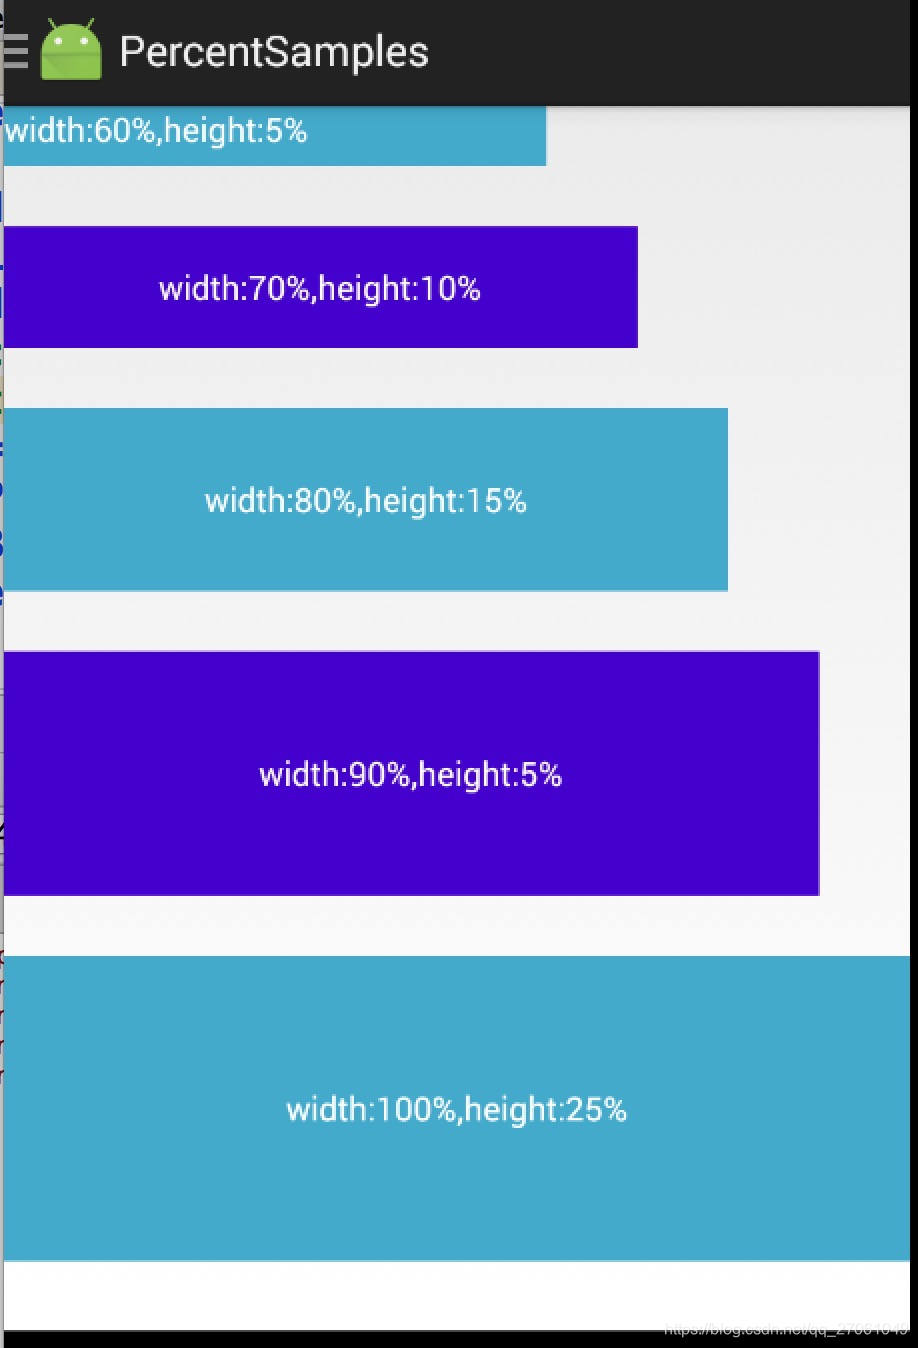 PercentSamples
width:60%,height:5%
width:70%,height:10%
width:80%,height:15%
width:90%,height:5%
width:100%,height:25%